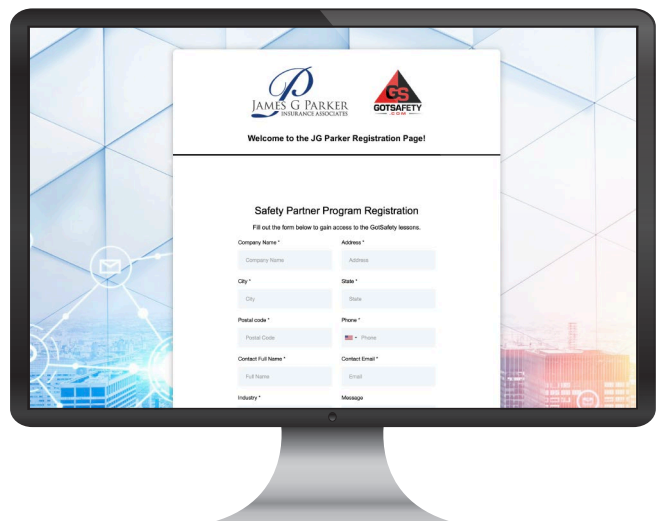 JAMES G PARKER
INSURANCE ASSOCIATES
GS
GOTSAFETY
.COM
Welcome to the JG Parker Registration Page!
Safety Partner Program Registration
Fill out the form below to gain access to the GotSafety lessons.
Company Name * Address *
Company Name Address
City * State *
City State
Postal code * Phone *
Postal Code Phone
Contact Full Name * Contact Email *
Full Name Email
Industry * Message